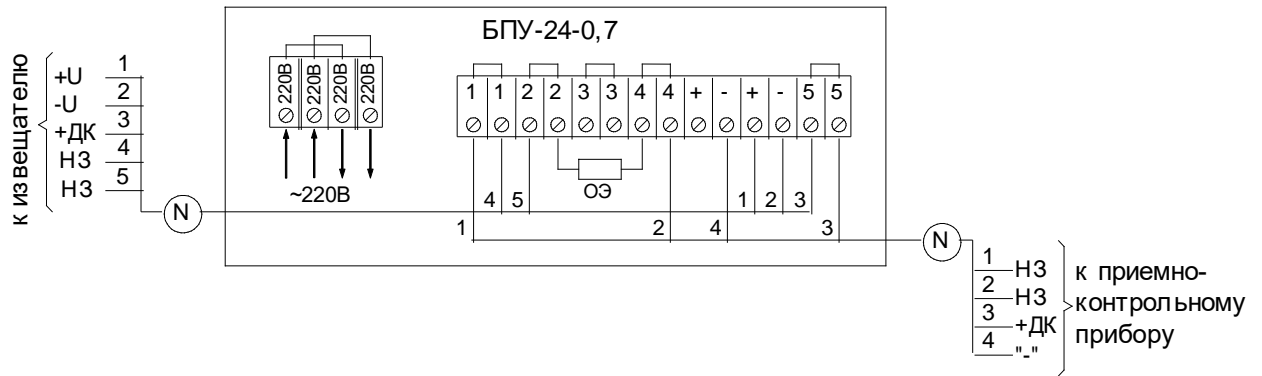 БПУ-24-0,7
к извещателю
+U 1
-U 2
+ДК 3
НЗ 4
НЗ 5
N
220В 220В 220В 220В
~220В
1 1 2 2 3 3 4 4 + - + - 5 5
ОЭ
4 5 1 2 3
1 2 4 3
N
1 НЗ
2 НЗ
3 +ДК
4 "-"
к приемно-
контрольному
прибору